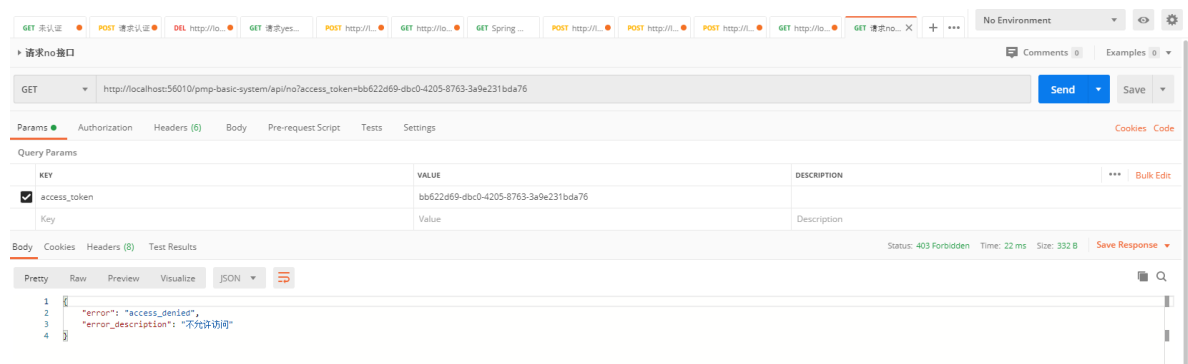 GET 未认证 POST 请求认证 DEL http://lo... GET 请求yes... POST http://l... GET http://lo... GET Spring ... POST http://l... POST http://l... POST http://l... GET http://lo... GET 请求no... No Environment
请求no接口 Comments 0 Examples 0
GET http://localhost:56010/pmp-basic-system/api/no?access_token=bb622d69-dbc0-4205-8763-3a9e231bda76 Send Save
Params Authorization Headers (6) Body Pre-request Script Tests Settings Cookies Code
Query Params
KEY VALUE DESCRIPTION Bulk Edit
access_token bb622d69-dbc0-4205-8763-3a9e231bda76
Key Value Description
Body Cookies Headers (8) Test Results Status: 403 Forbidden Time: 22 ms Size: 332 B Save Response
Pretty Raw Preview Visualize JSON
1 {
2 "error": "access_denied",
3 "error_description": "不允许访问"
4 }